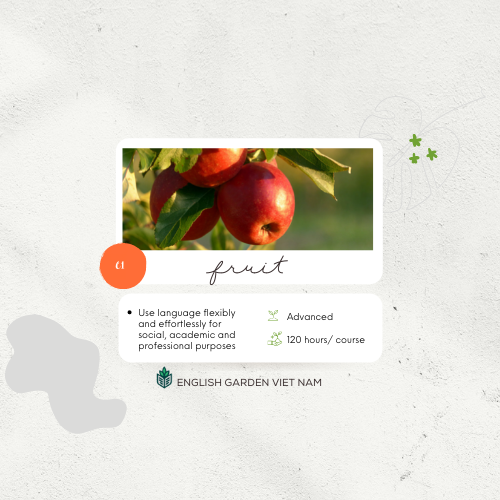 fruit
C1
Use language flexibly
and effortlessly for
social, academic and
professional purposes
Advanced
120 hours/ course
ENGLISH GARDEN VIET NAM